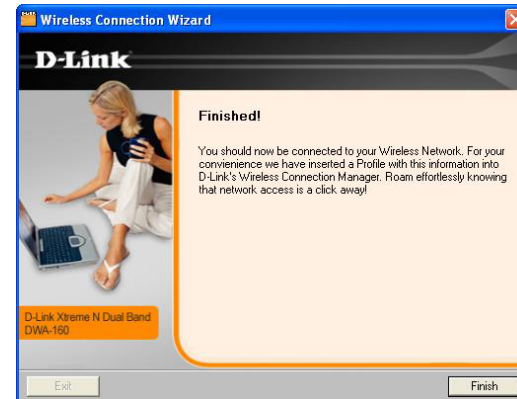 Wireless Connection Wizard
D-Link
Finished!
You should now be connected to your Wireless Network. For your
convienience we have inserted a Profile with this information into
D-Link's Wireless Connection Manager. Roam effortlessly knowing
that network access is a click away!
D-Link Xtreme N Dual Band
DWA-160
Exit
Finish